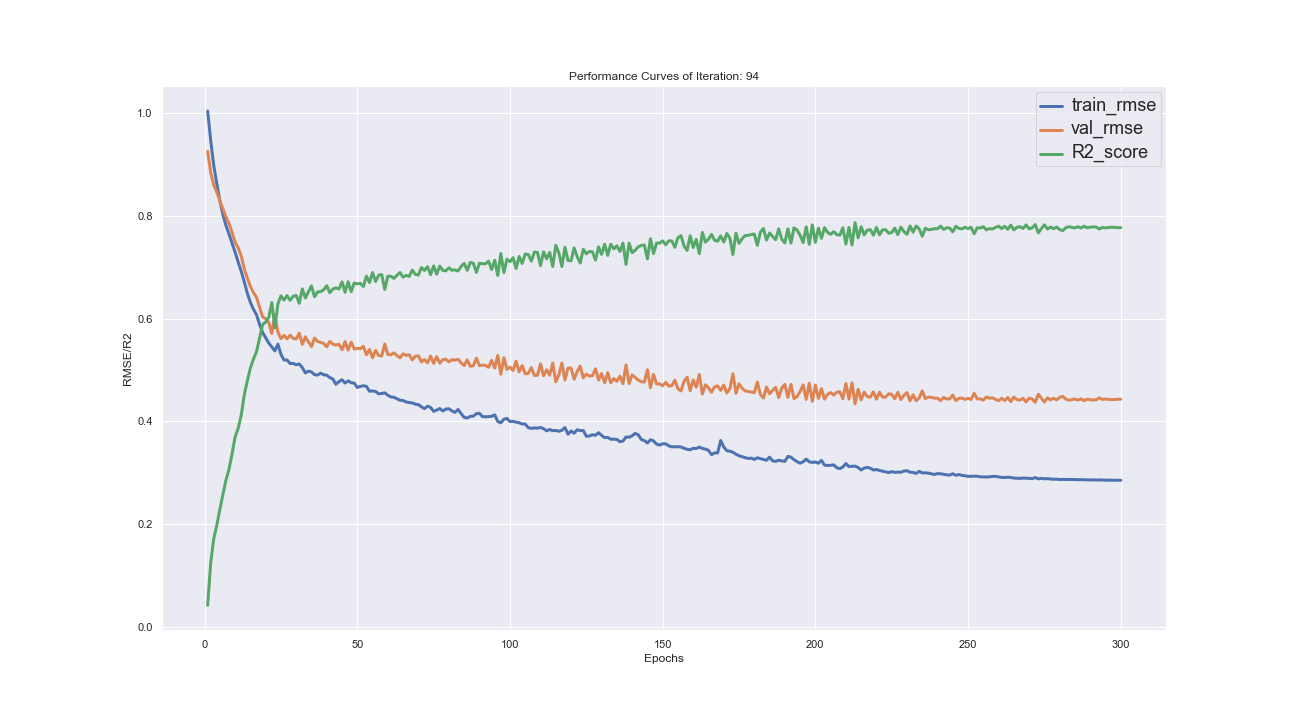 Performance Curves of Iteration: 94
train_rmse
val_rmse
R2_score
RMSE/R2
1.0
0.8
0.6
0.4
0.2
0.0
0 50 100 150 200 250 300
Epochs